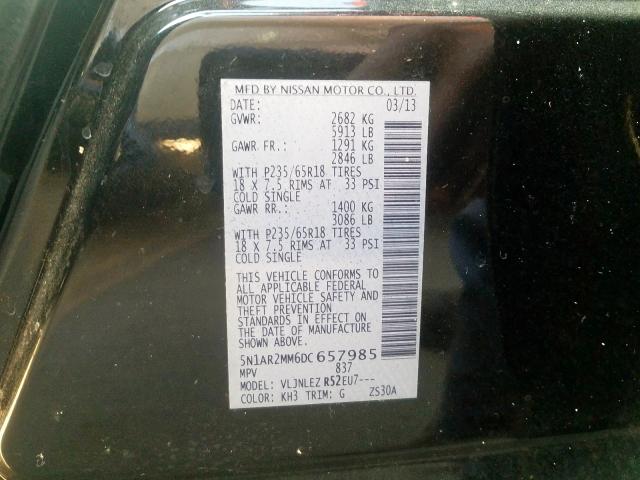 MFD BY NISSAN MOTOR CO., LTD.
DATE: 03/13
GVWR: 2682 KG
5913 LB
GAWR FR.: 1291 KG
2846 LB
WITH P235/65R18 TIRES
18 X 7.5 RIMS AT 33 PSI
COLD SINGLE
GAWR RR.: 1400 KG
3086 LB
WITH P235/65R18 TIRES
18 X 7.5 RIMS AT 33 PSI
COLD SINGLE
THIS VEHICLE CONFORMS TO
ALL APPLICABLE FEDERAL
MOTOR VEHICLE SAFETY AND
THEFT PREVENTION
STANDARDS IN EFFECT ON
THE DATE OF MANUFACTURE
SHOWN ABOVE.
5N1AR2MM6DC657985
MPV 837
MODEL: VLJNLEZ R52EU7---
COLOR: KH3 TRIM: G ZS30A